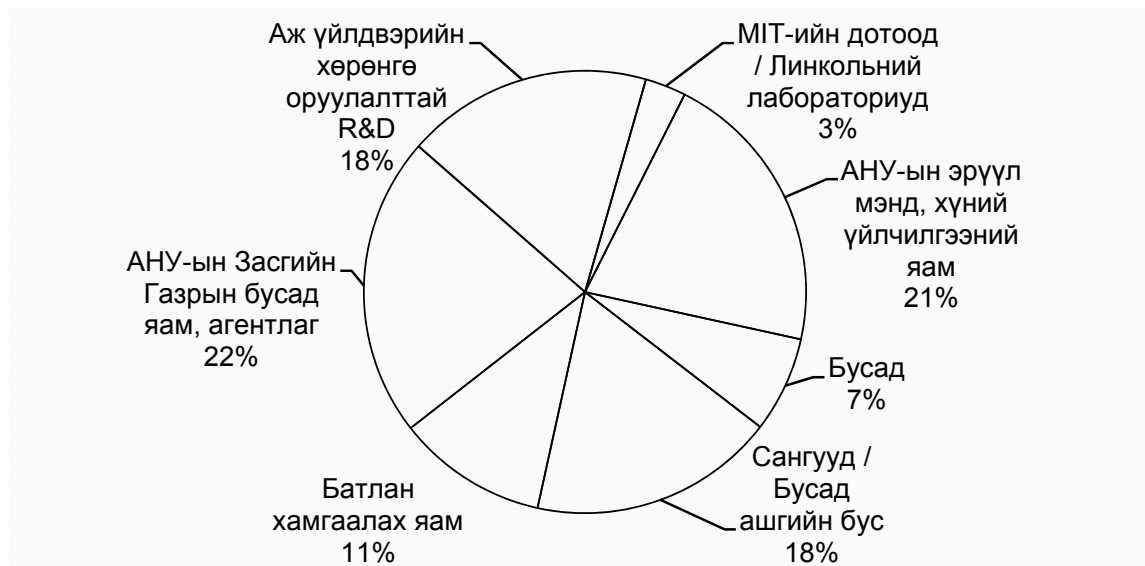 Аж үйлдвэрийн
хөрөнгө
оруулалттай
R&D
18%
MIT-ийн дотоод
/ Линкольний
лабораториуд
3%
АНУ-ын эрүүл
мэнд, хүний
үйлчилгээний
яам
21%
АНУ-ын Засгийн
Газрын бусад
яам, агентлаг
22%
Бусад
7%
Сангууд /
Бусад
ашгийн бус
18%
Батлан
хамгаалах яам
11%